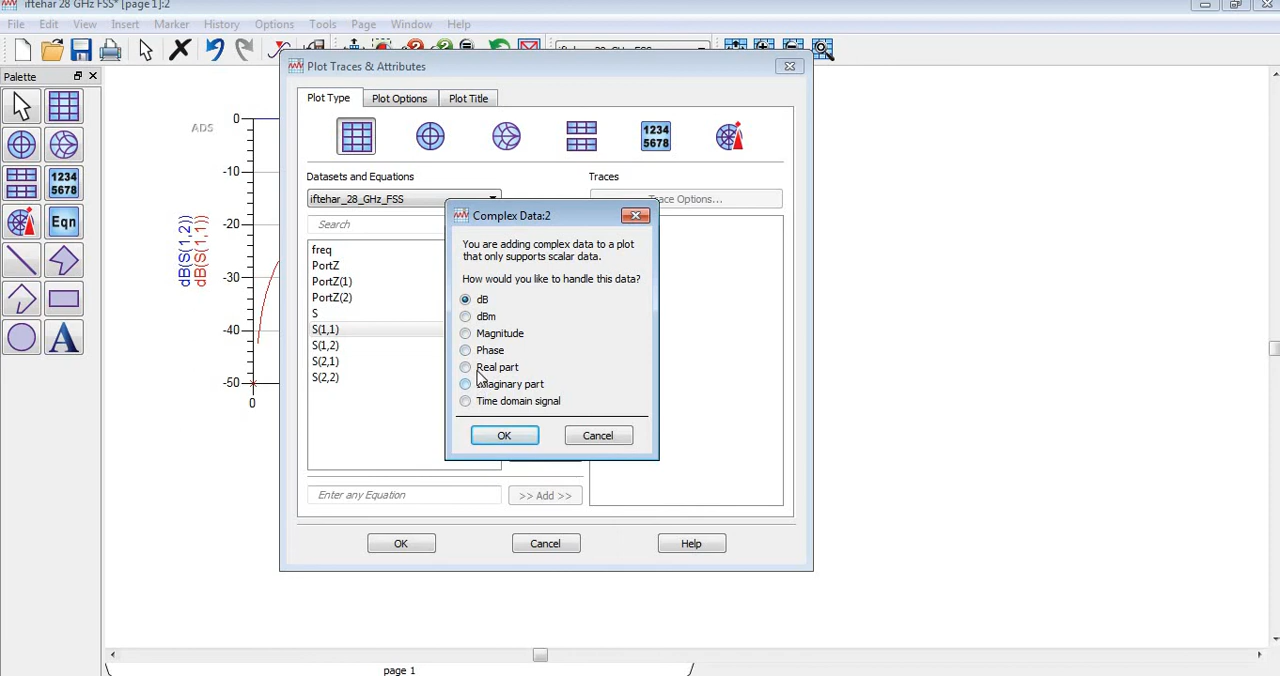 iftehar 28 GHz FSS* [page 1]:2
File Edit View Insert Marker History Options Tools Page Window Help
Palette
Eqn
1234
5678
A
ADS
dB(S(1,2))
dB(S(1,1))
0
-10
-20
-30
-40
-50
0
Plot Traces & Attributes
Plot Type Plot Options Plot Title
1234
5678
Datasets and Equations
Traces
iftehar_28_GHz_FSS
Trace Options...
Search
freq
PortZ
PortZ(1)
PortZ(2)
S
S(1,1)
S(1,2)
S(2,1)
S(2,2)
Enter any Equation
>> Add >>
OK Cancel Help
Complex Data:2
You are adding complex data to a plot
that only supports scalar data.
How would you like to handle this data?
dB
dBm
Magnitude
Phase
Real part
Imaginary part
Time domain signal
OK Cancel
page 1